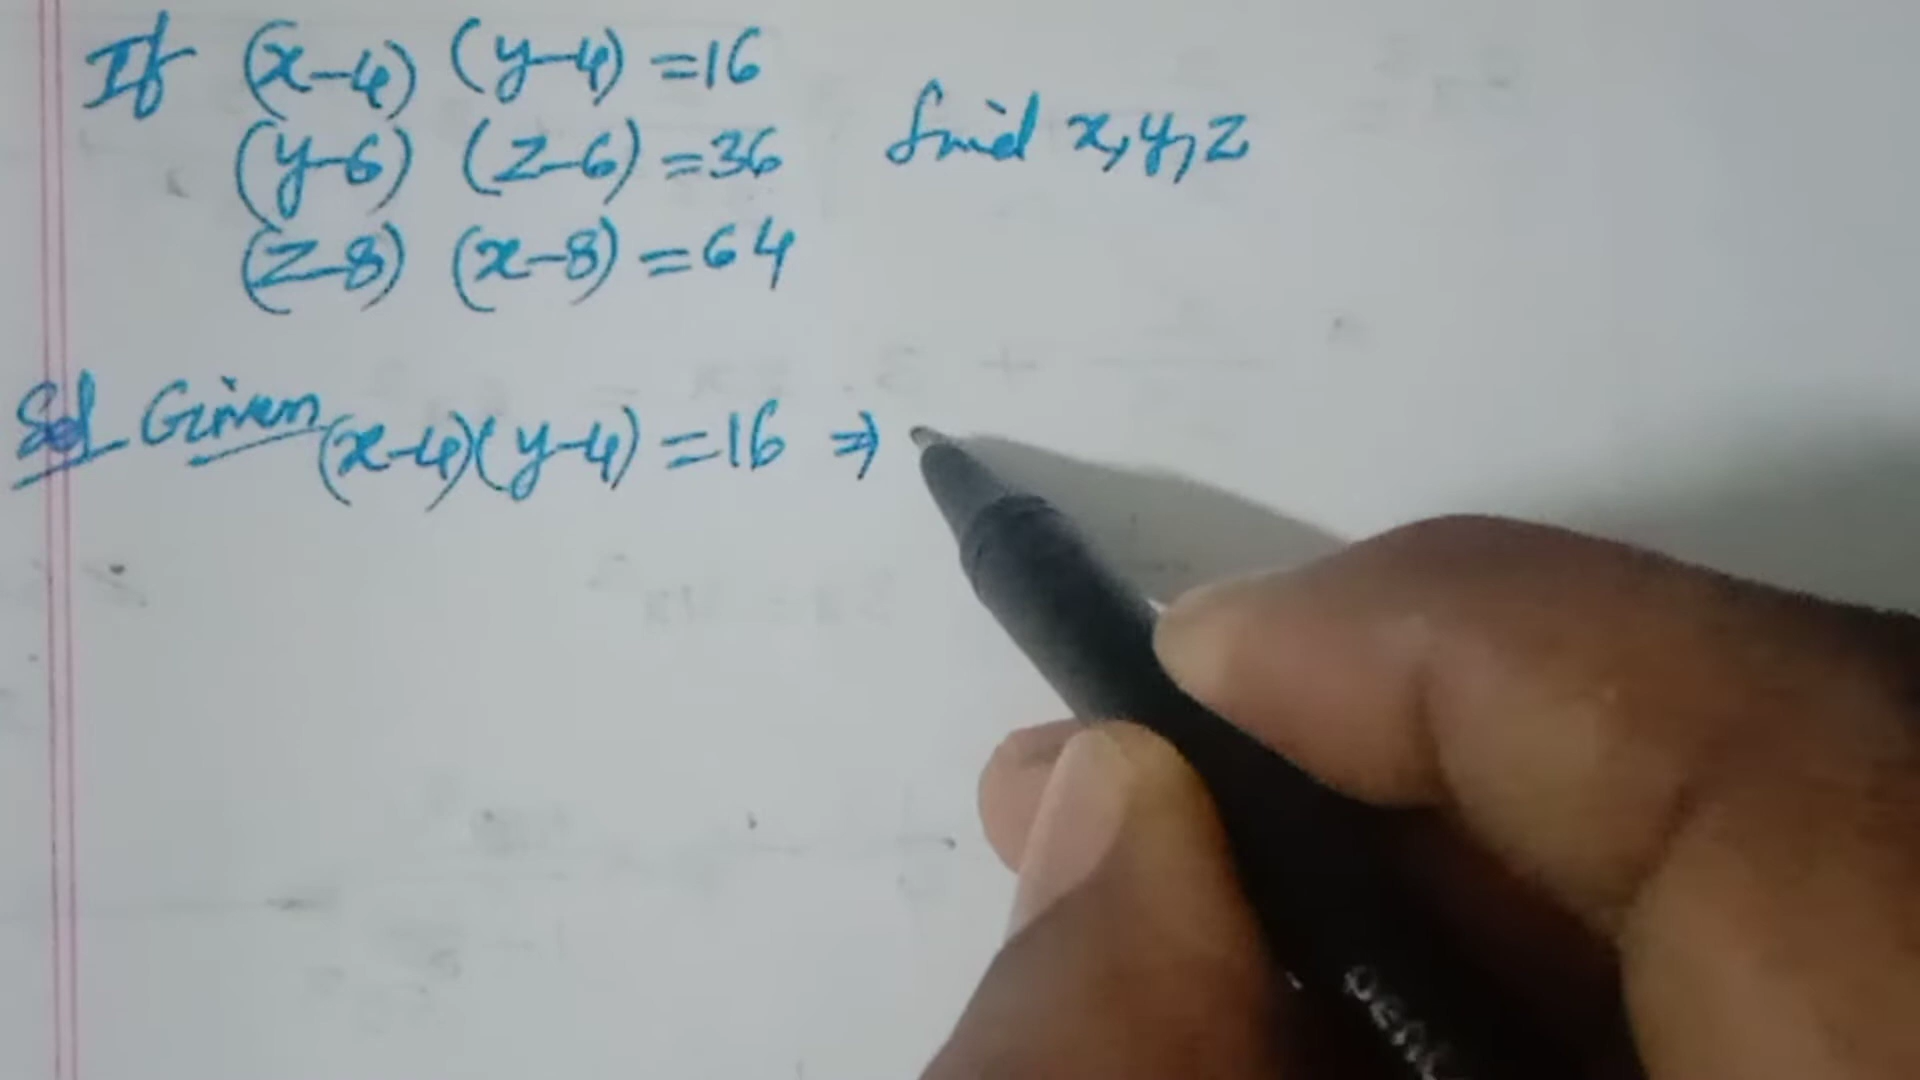 If (x-4) (y-4) =16
(y-6) (z-6) =36 find x,y,z
(z-8) (x-8) =64
Sol Given (x-4)(y-4) =16 ⇒